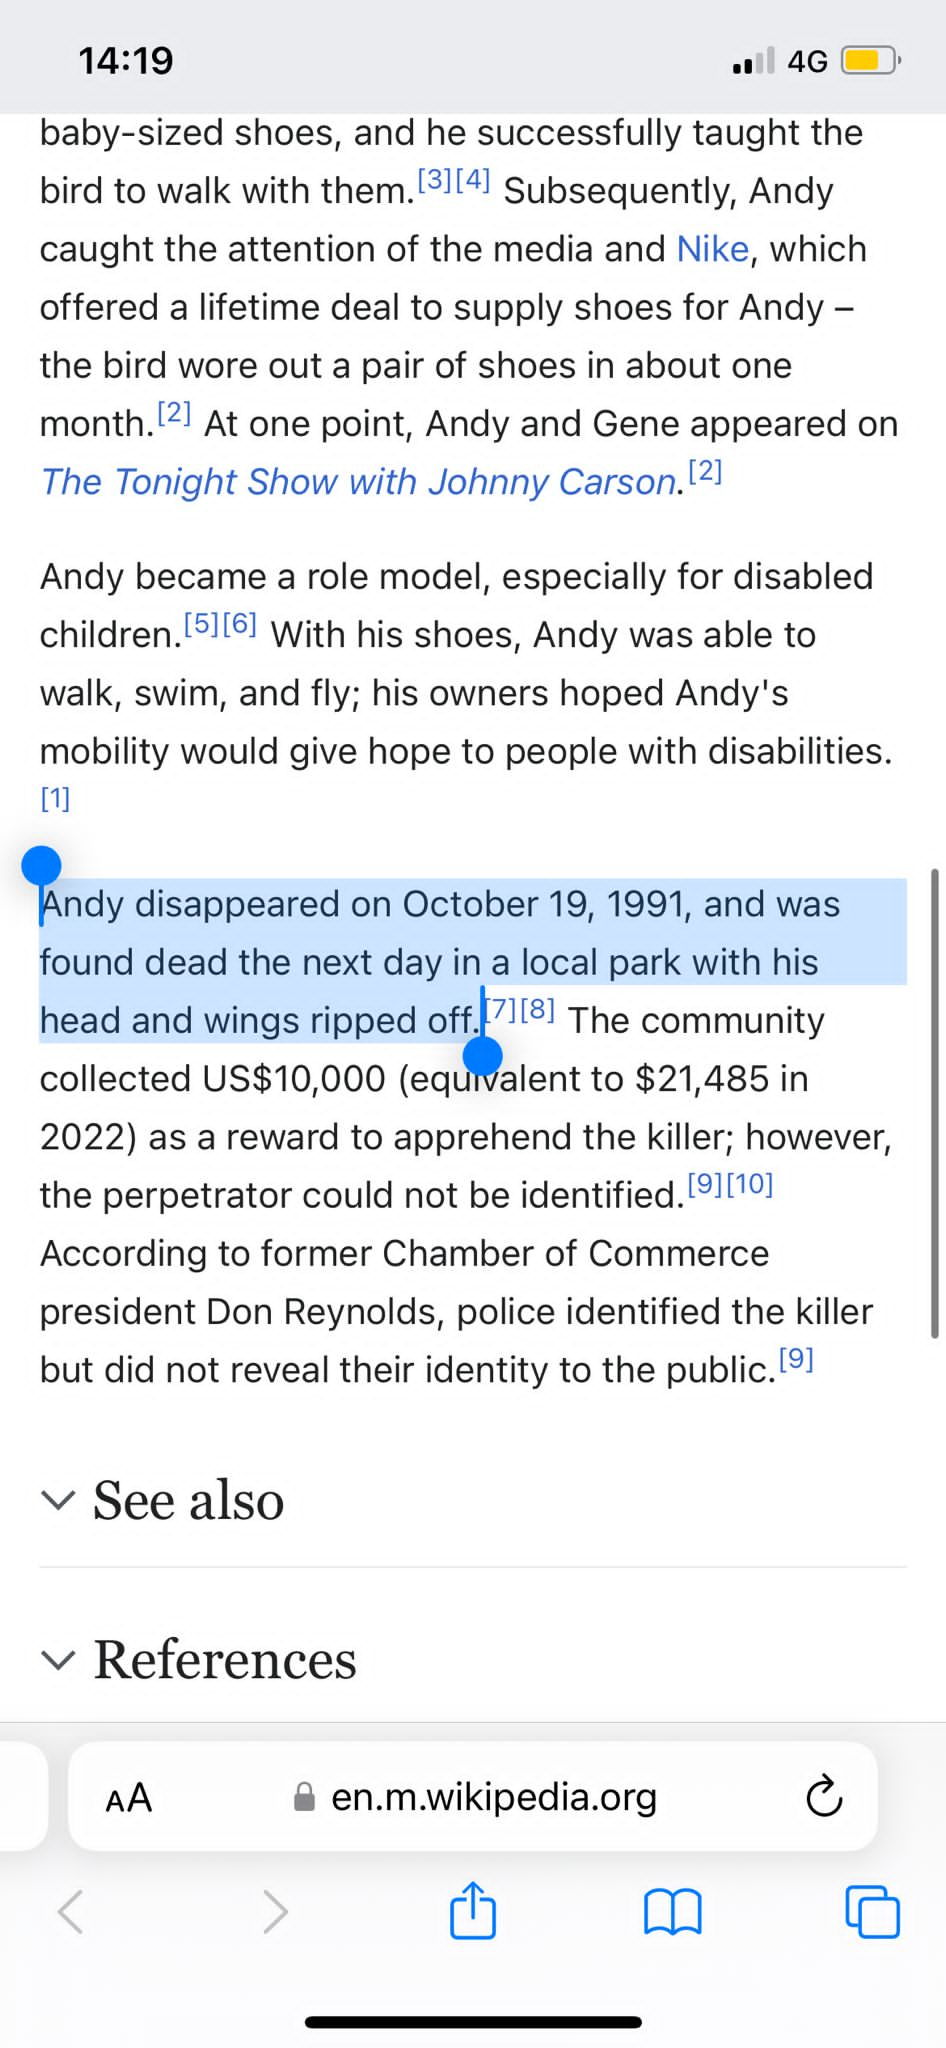 14:19
4G
baby-sized shoes, and he successfully taught the
bird to walk with them.[3][4] Subsequently, Andy
caught the attention of the media and Nike, which
offered a lifetime deal to supply shoes for Andy –
the bird wore out a pair of shoes in about one
month.[2] At one point, Andy and Gene appeared on
The Tonight Show with Johnny Carson.[2]
Andy became a role model, especially for disabled
children.[5][6] With his shoes, Andy was able to
walk, swim, and fly; his owners hoped Andy's
mobility would give hope to people with disabilities.
[1]
Andy disappeared on October 19, 1991, and was
found dead the next day in a local park with his
head and wings ripped off.[7][8] The community
collected US$10,000 (equivalent to $21,485 in
2022) as a reward to apprehend the killer; however,
the perpetrator could not be identified.[9][10]
According to former Chamber of Commerce
president Don Reynolds, police identified the killer
but did not reveal their identity to the public.[9]
See also
References
AA
en.m.wikipedia.org